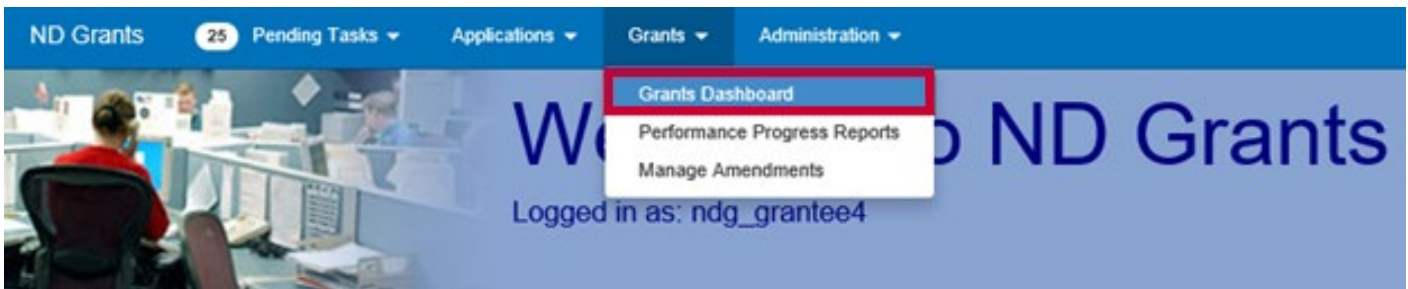 ND Grants 25 Pending Tasks Applications Grants Administration
Grants Dashboard
Performance Progress Reports
Manage Amendments
We o ND Grants
Logged in as: ndg_grantee4